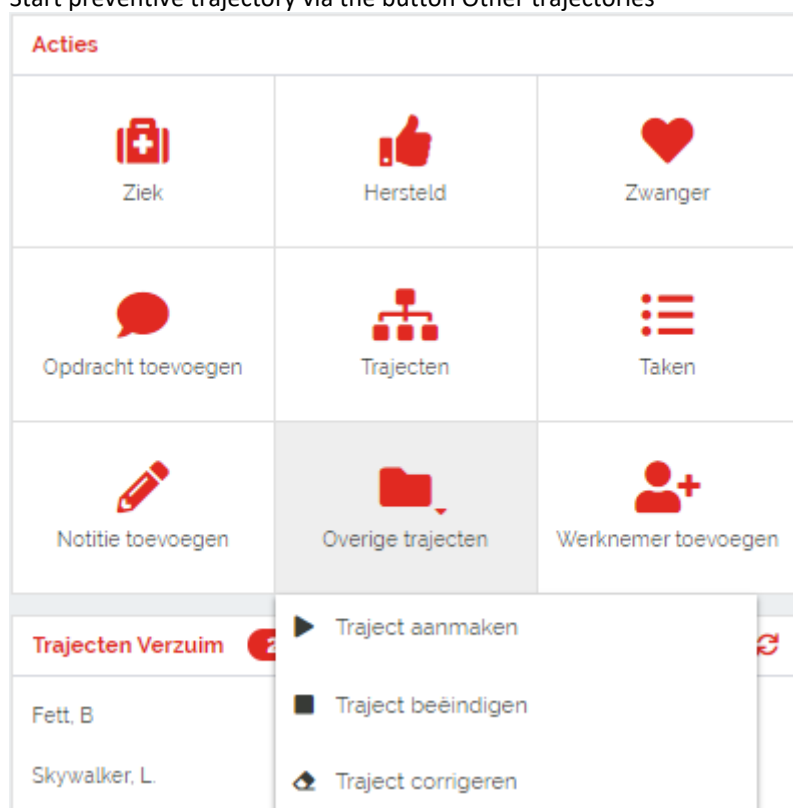 Start preventive trajectory via the button Other trajectories
Acties
Ziek
Hersteld
Zwanger
Opdracht toevoegen
Trajecten
Taken
Notitie toevoegen
Overige trajecten
Werknemer toevoegen
Trajecten Verzuim
Traject aanmaken
Fett, B
Traject beëindigen
Skywalker, L.
Traject corrigeren